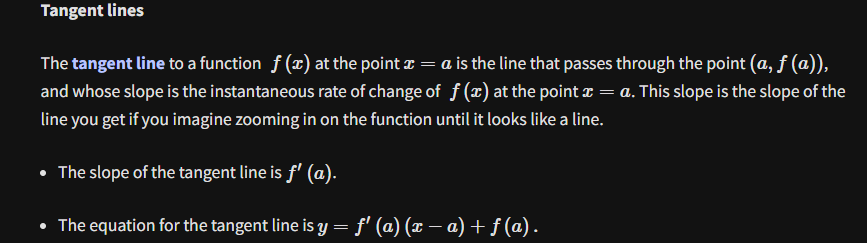 Tangent lines
The tangent line to a function f (x) at the point x = a is the line that passes through the point (a, f (a)),
and whose slope is the instantaneous rate of change of f (x) at the point x = a. This slope is the slope of the
line you get if you imagine zooming in on the function until it looks like a line.
• The slope of the tangent line is f′ (a).
• The equation for the tangent line is y = f′ (a) (x − a) + f (a) .